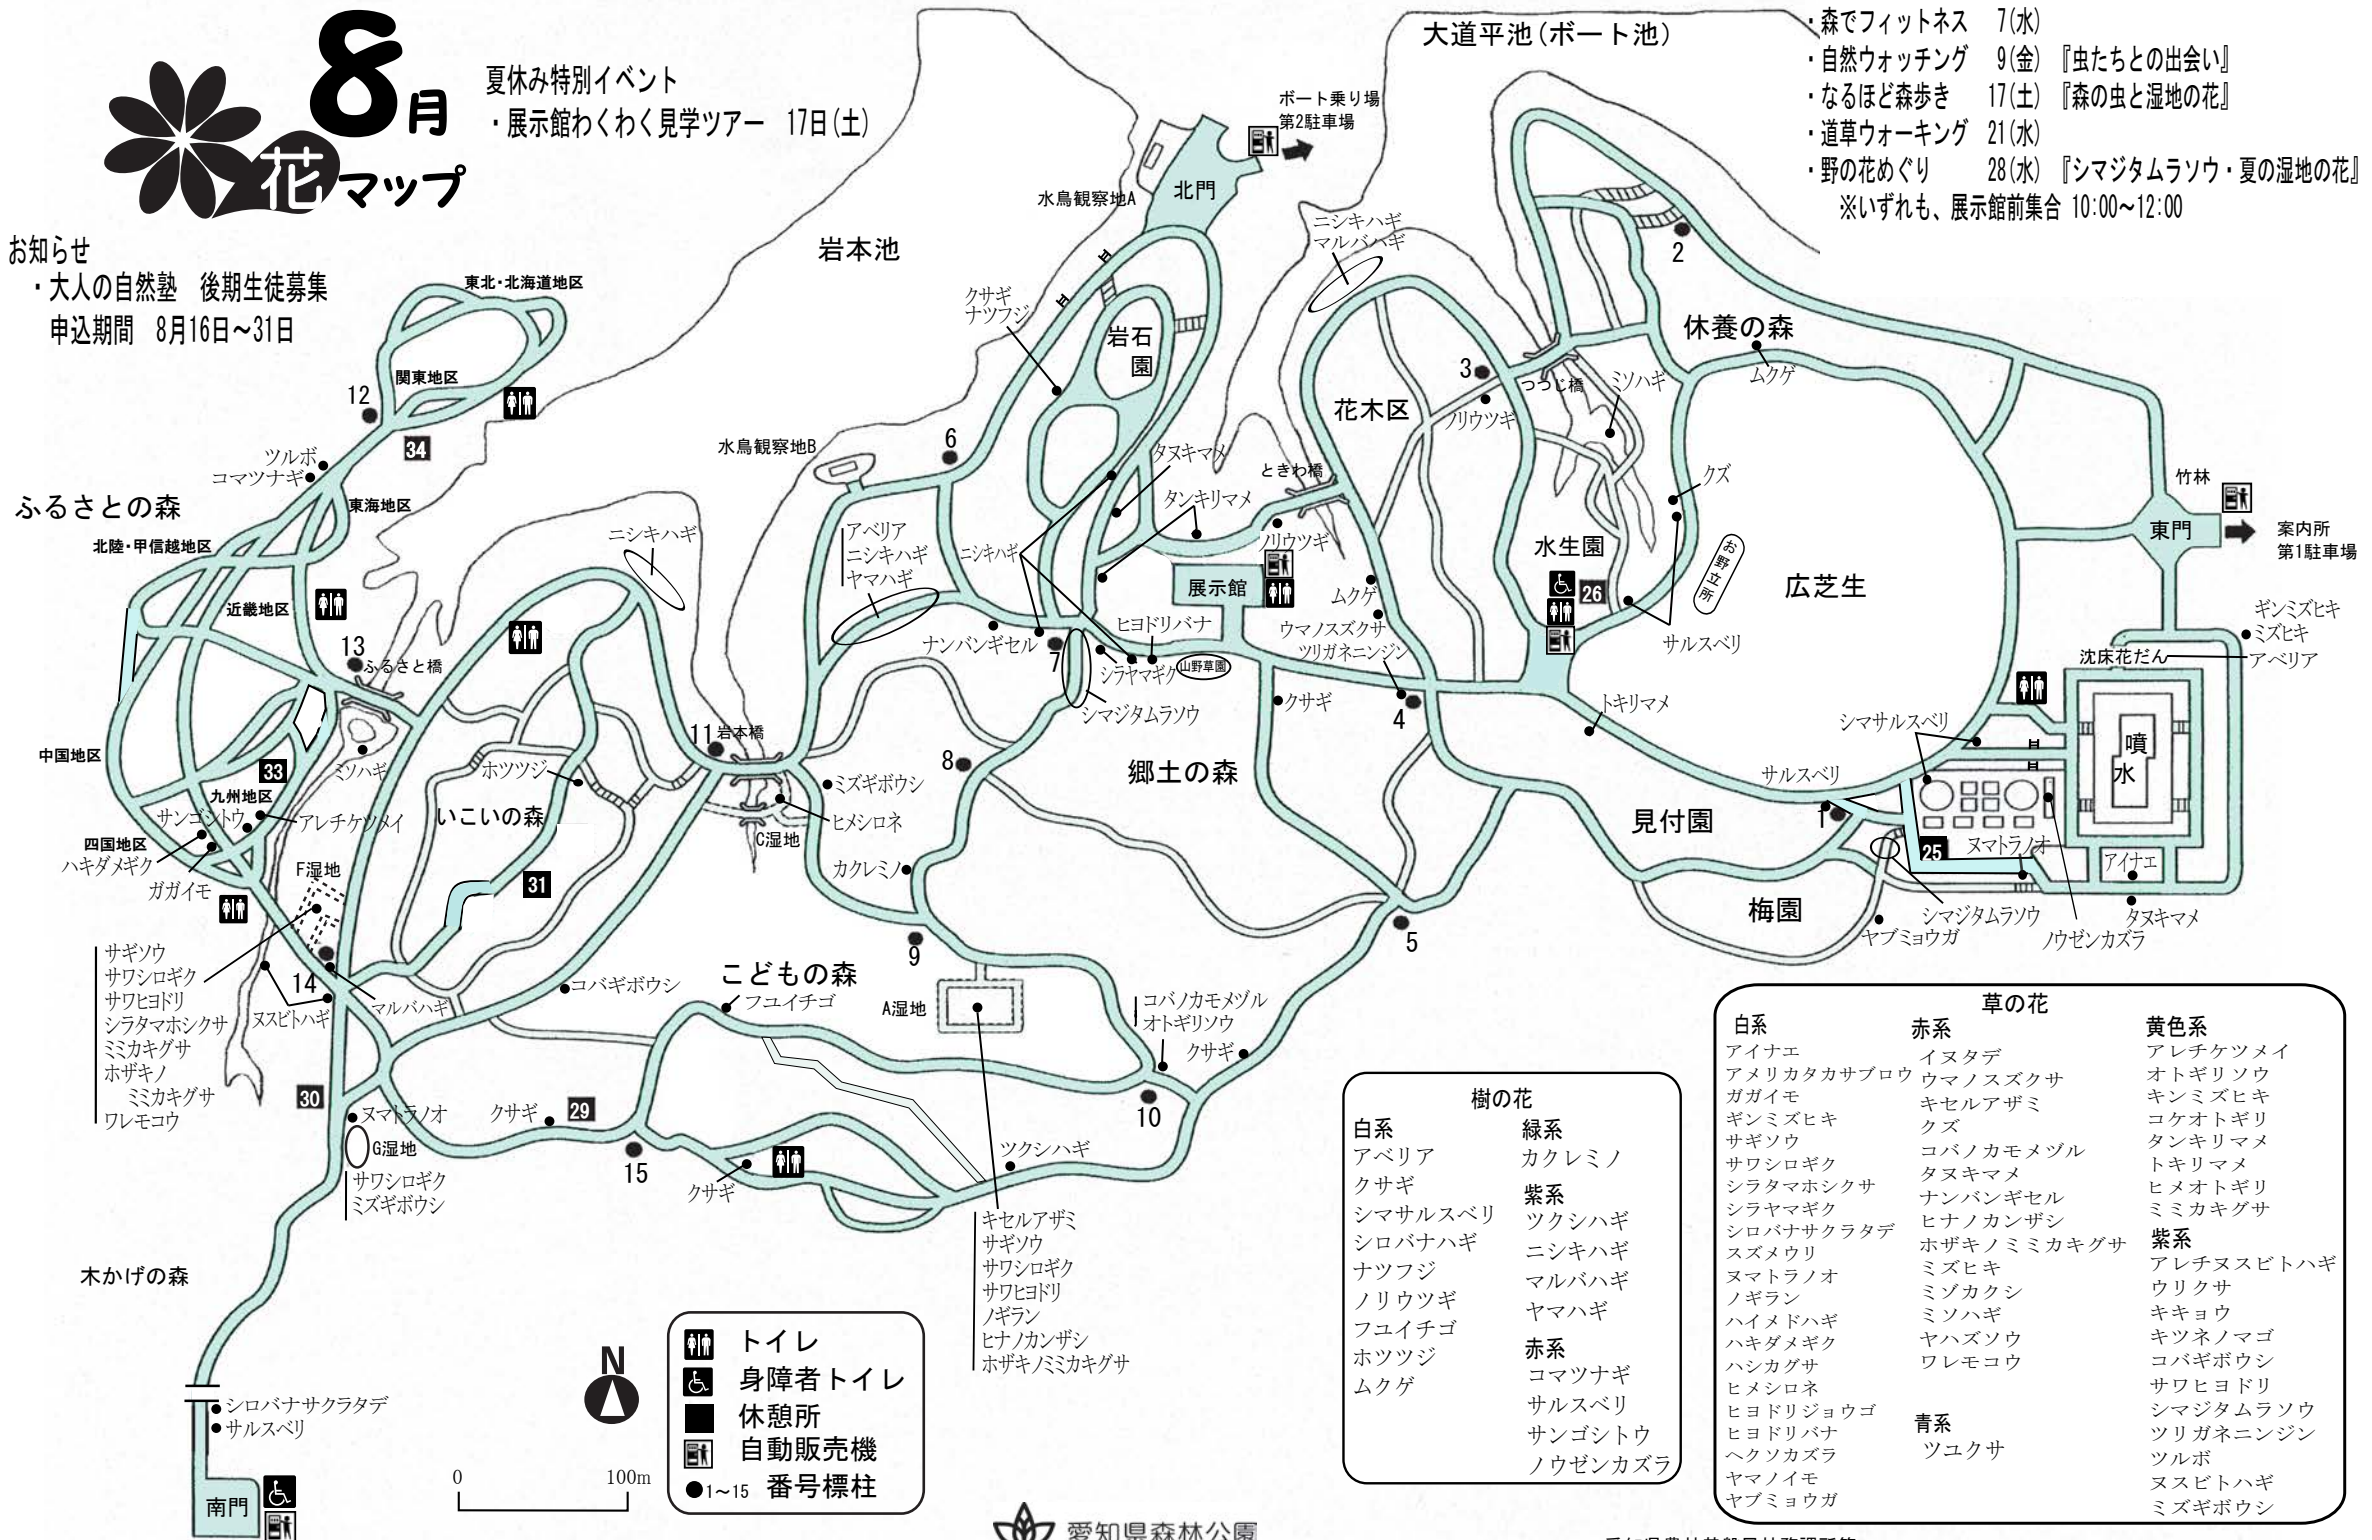 8月
花マップ
夏休み特別イベント
・展示館わくわく見学ツアー 17日(土)
お知らせ
・大人の自然塾 後期生徒募集
申込期間 8月16日～31日
大道平池(ボート池)
・森でフィットネス 7(水)
・自然ウォッチング 9(金) 『虫たちとの出会い』
・なるほど森歩き 17(土) 『森の虫と湿地の花』
・道草ウォーキング 21(水)
・野の花めぐり 28(水) 『シマジタムラソウ・夏の湿地の花』
※いずれも、展示館前集合 10:00～12:00
ボート乗り場
第2駐車場
北門
水鳥観察地A
岩本池
ニシキハギ
マルバハギ
2
東北・北海道地区
クサギ
ナツフジ
岩石園
休養の森
ムクゲ
関東地区
12
34
3
つつじ橋
ミソハギ
花木区
ノリウツギ
水鳥観察地B
6
タヌキマメ
ときわ橋
ツルボ
コマツナギ
クズ
竹林
ふるさとの森
東海地区
タンキリマメ
東門
案内所
第1駐車場
北陸・甲信越地区
ニシキハギ
アベリア
ニシキハギ
ヤマハギ
ニシキハギ
ノリウツギ
水生園
お野立所
広芝生
展示館
26
近畿地区
ムクゲ
ギンミズヒキ
ミズヒキ
アベリア
ナンバンギセル
7
ヒヨドリバナ
ウマノスズクサ
ツリガネニンジン
サルスベリ
沈床花だん
13
ふるさと橋
シラヤマギク
山野草園
シマジタムラソウ
クサギ
4
トキリマメ
シマサルスベリ
噴水
中国地区
ミソハギ
11
岩本橋
8
郷土の森
ホツツジ
33
九州地区
サンゴシトウ
アレチケツメイ
いこいの森
ミズギボウシ
ヒメシロネ
C湿地
サルスベリ
1
見付園
25
ヌマトラノオ
アイナエ
四国地区
ハキダメギク
ガガイモ
F湿地
31
カクレミノ
梅園
シマジタムラソウ
タヌキマメ
ヤブミョウガ
ノウゼンカズラ
5
9
サギソウ
サワシロギク
サワヒヨドリ
シラタマホシクサ
ミミカキグサ
ホザキノ
ミミカキグサ
ワレモコウ
14
ヌスビトハギ
マルバハギ
コバギボウシ
こどもの森
フユイチゴ
A湿地
コバノカモメヅル
オトギリソウ
クサギ
10
30
ヌマトラノオ
G湿地
サワシロギク
ミズギボウシ
クサギ
29
15
クサギ
ツクシハギ
キセルアザミ
サギソウ
サワシロギク
サワヒヨドリ
ノギラン
ヒナノカンザシ
ホザキノミミカキグサ
木かげの森
シロバナサクラタデ
サルスベリ
南門
N
0 100m
トイレ
身障者トイレ
休憩所
自動販売機
1～15 番号標柱
樹の花
白系
アベリア
クサギ
シマサルスベリ
シロバナハギ
ナツフジ
ノリウツギ
フユイチゴ
ホツツジ
ムクゲ
緑系
カクレミノ
紫系
ツクシハギ
ニシキハギ
マルバハギ
ヤマハギ
赤系
コマツナギ
サルスベリ
サンゴシトウ
ノウゼンカズラ
草の花
白系
アイナエ
アメリカタカサブロウ
ガガイモ
ギンミズヒキ
サギソウ
サワシロギク
シラタマホシクサ
シラヤマギク
シロバナサクラタデ
スズメウリ
ヌマトラノオ
ノギラン
ハイメドハギ
ハキダメギク
ハシカグサ
ヒメシロネ
ヒヨドリジョウゴ
ヒヨドリバナ
ヘクソカズラ
ヤマノイモ
ヤブミョウガ
赤系
イヌタデ
ウマノスズクサ
キセルアザミ
クズ
コバノカモメヅル
タヌキマメ
ナンバンギセル
ヒナノカンザシ
ホザキノミミカキグサ
ミズヒキ
ミゾカクシ
ミソハギ
ヤハズソウ
ワレモコウ
青系
ツユクサ
黄色系
アレチケツメイ
オトギリソウ
キンミズヒキ
コケオトギリ
タンキリマメ
トキリマメ
ヒメオトギリ
ミミカキグサ
紫系
アレチヌスビトハギ
ウリクサ
キキョウ
キツネノマゴ
コバギボウシ
サワヒヨドリ
シマジタムラソウ
ツリガネニンジン
ツルボ
ヌスビトハギ
ミズギボウシ
愛知県森林公園